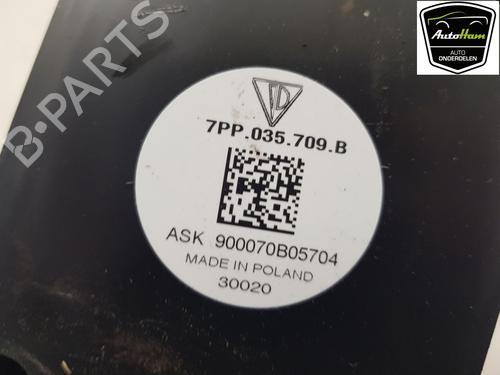 AutoHam
AUTO
ONDERDELEN
B-PARTS
7PP.035.709.B
ASK 900070B05704
MADE IN POLAND
30020